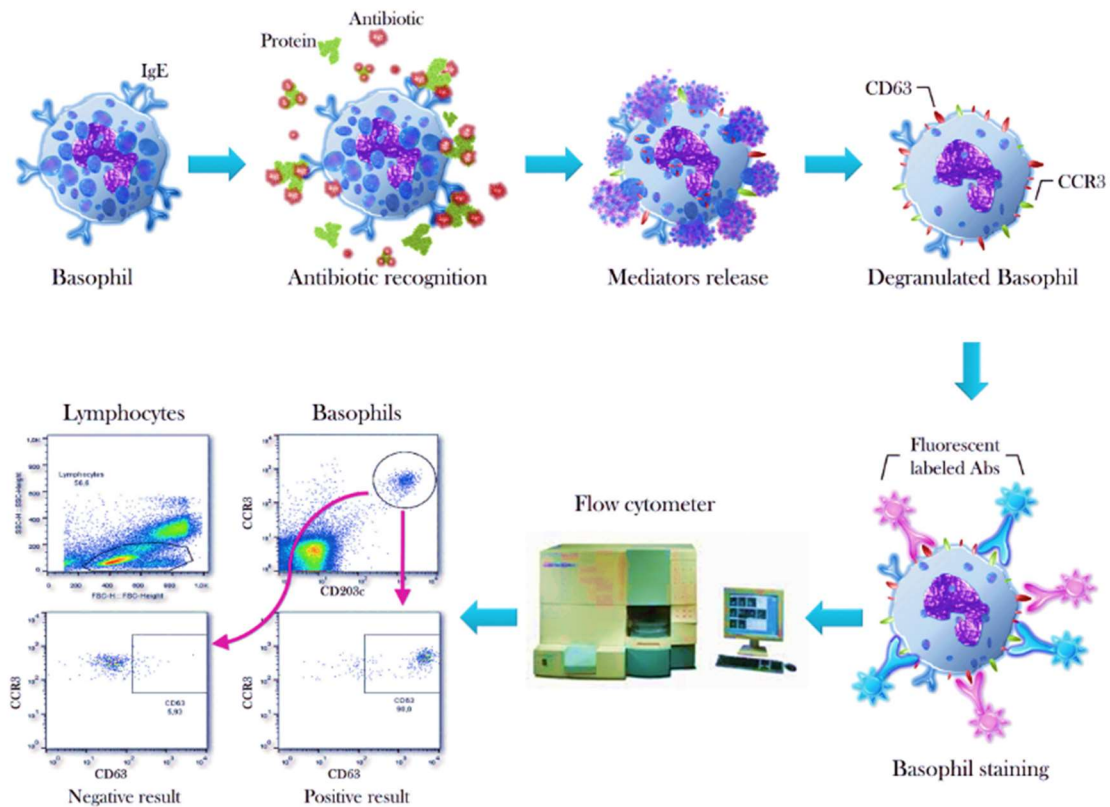 Antibiotic
Protein
IgE
CD63
CCR3
Basophil
Antibiotic recognition
Mediators release
Degranulated Basophil
Lymphocytes
Basophils
Lymphocytes
56,6
CCR3
CD203c
Flow cytometer
Fluorescent
labeled Abs
CCR3
CD63
5,93
CD63
Negative result
CCR3
CD63
CD63
Positive result
Basophil staining